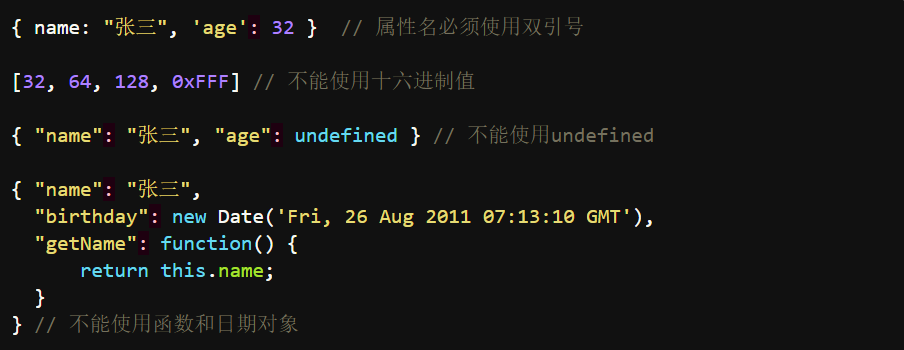 { name: "张三", 'age': 32 }  // 属性名必须使用双引号
[32, 64, 128, 0xFFF] // 不能使用十六进制值
{ "name": "张三", "age": undefined } // 不能使用undefined
{ "name": "张三",
  "birthday": new Date('Fri, 26 Aug 2011 07:13:10 GMT'),
  "getName": function() {
      return this.name;
  }
} // 不能使用函数和日期对象